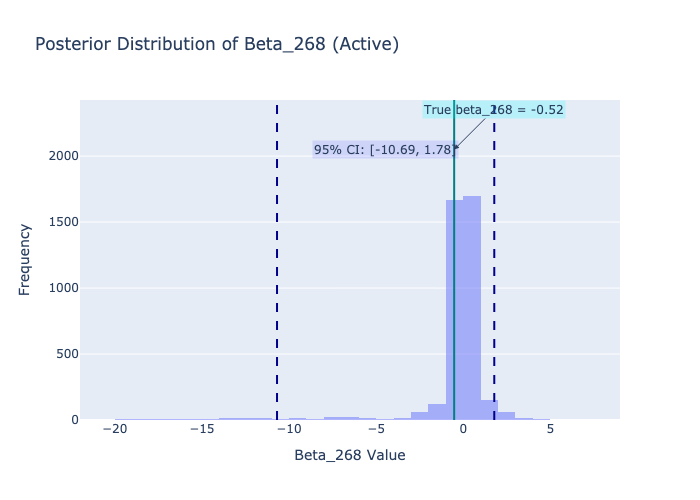 Posterior Distribution of Beta_268 (Active)
True beta_268 = -0.52
95% CI: [-10.69, 1.78]
2000
1500
1000
500
0
Frequency
−20 −15 −10 −5 0 5
Beta_268 Value